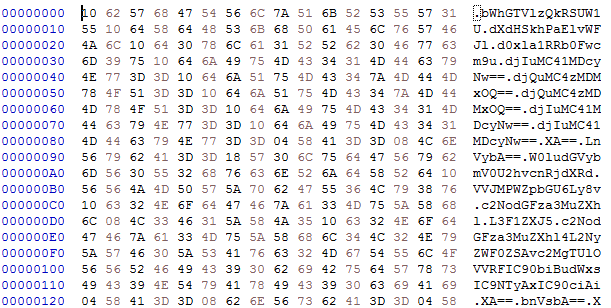 00000000 10 62 57 68 47 54 56 6C 7A 51 6B 52 53 55 57 31 .bWhGTVlzQkRSUW1
00000010 55 10 64 58 64 48 53 6B 68 50 61 45 6C 76 57 46 U.dXdHSkhPaElvWF
00000020 4A 6C 10 64 30 78 6C 61 31 52 52 62 30 46 77 63 Jl.d0xla1RRb0Fwc
00000030 6D 39 75 10 64 6A 49 75 4D 43 34 31 4D 44 63 79 m9u.djIuMC41MDcy
00000040 4E 77 3D 3D 10 64 6A 51 75 4D 43 34 7A 4D 44 4D Nw==.djQuMC4zMDM
00000050 78 4F 51 3D 3D 10 64 6A 51 75 4D 43 34 7A 4D 44 xOQ==.djQuMC4zMD
00000060 4D 78 4F 51 3D 3D 10 64 6A 49 75 4D 43 34 31 4D MxOQ==.djIuMC41M
00000070 44 63 79 4E 77 3D 3D 10 64 6A 49 75 4D 43 34 31 DcyNw==.djIuMC41
00000080 4D 44 63 79 4E 77 3D 3D 04 58 41 3D 3D 08 4C 6E MDcyNw==.XA==.Ln
00000090 56 79 62 41 3D 3D 18 57 30 6C 75 64 47 56 79 62 VybA==.W0ludGVyb
000000A0 6D 56 30 55 32 68 76 63 6E 52 6A 64 58 52 64 10 mV0U2hvcnRjdXRd.
000000B0 56 56 4A 4D 50 57 5A 70 62 47 55 36 4C 79 38 76 VVJMPWZpbGU6Ly8v
000000C0 10 63 32 4E 6F 64 47 46 7A 61 33 4D 75 5A 58 68 .c2NodGFza3MuZXh
000000D0 6C 08 4C 33 46 31 5A 58 4A 35 10 63 32 4E 6F 64 l.L3F1ZXJ5.c2Nod
000000E0 47 46 7A 61 33 4D 75 5A 58 68 6C 34 4C 32 4E 79 GFza3MuZXhl4L2Ny
000000F0 5A 57 46 30 5A 53 41 76 63 32 4D 67 54 55 6C 4F ZWF0ZSAvc2MgTUlO
00000100 56 56 52 46 49 43 39 30 62 69 42 75 64 57 78 73 VVRFIC90biBudWxs
00000110 49 43 39 4E 54 79 41 78 49 43 39 30 63 69 41 69 IC9NTyAxIC90ciAi
00000120 04 58 41 3D 3D 08 62 6E 56 73 62 41 3D 3D 04 58 .XA==.bnVsbA==.X